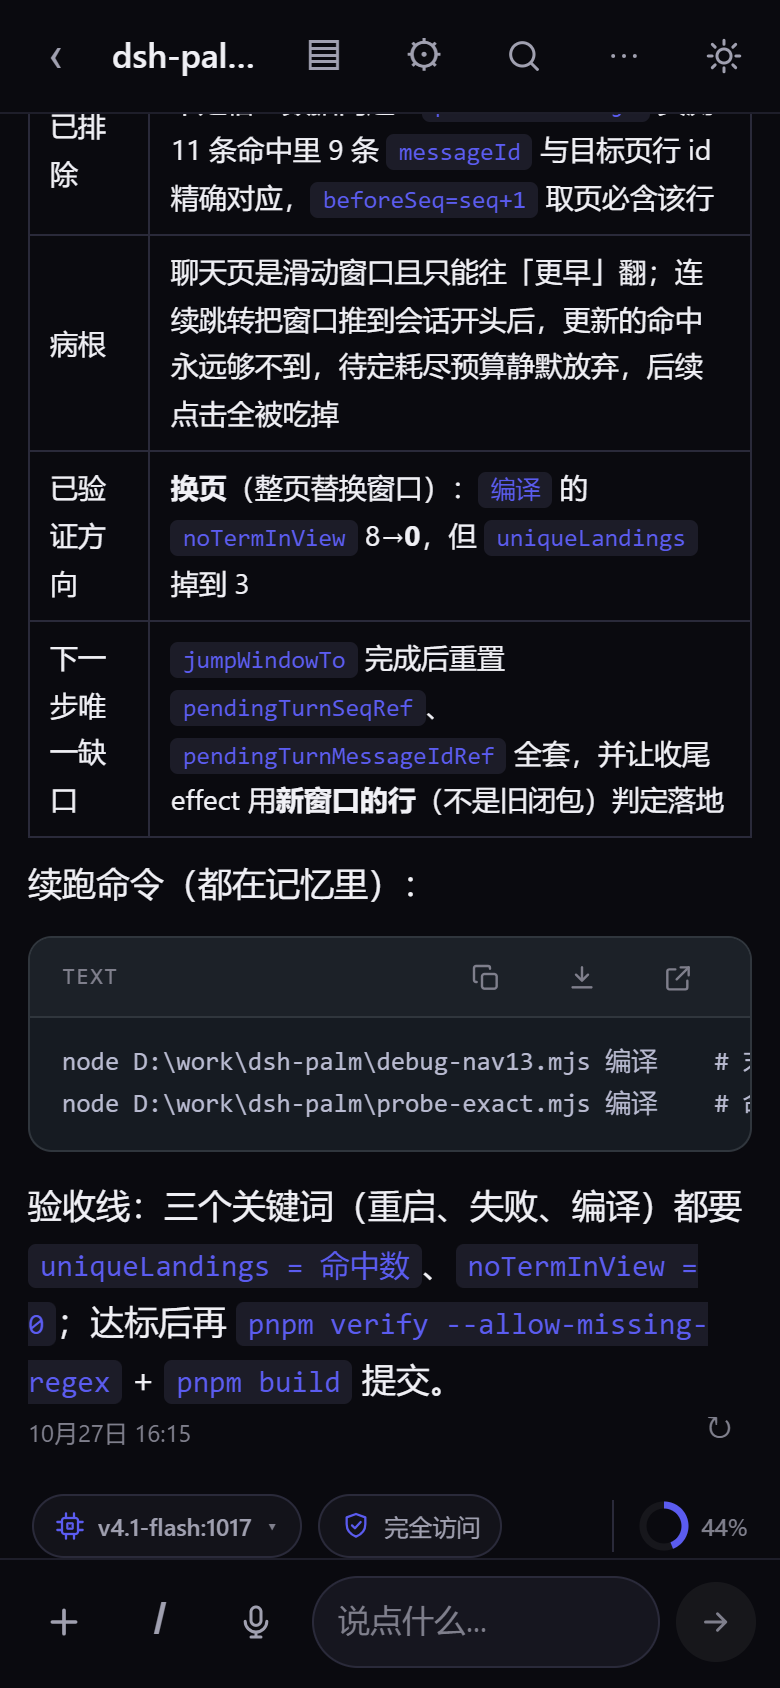 dsh-pal...
已排
除
11 条命中里 9 条 messageId 与目标页行 id
精确对应，beforeSeq=seq+1 取页必含该行
病根
聊天页是滑动窗口且只能往「更早」翻；连
续跳转把窗口推到会话开头后，更新的命中
永远够不到，待定耗尽预算静默放弃，后续
点击全被吃掉
已验
证方
向
换页（整页替换窗口）：编译 的
noTermInView 8→0，但 uniqueLandings
掉到 3
下一
步唯
一缺
口
jumpWindowTo 完成后重置
pendingTurnSeqRef、
pendingTurnMessageIdRef 全套，并让收尾
effect 用新窗口的行（不是旧闭包）判定落地
续跑命令（都在记忆里）：
TEXT
node D:\work\dsh-palm\debug-nav13.mjs 编译 #
node D:\work\dsh-palm\probe-exact.mjs 编译 #
验收线：三个关键词（重启、失败、编译）都要
uniqueLandings = 命中数、noTermInView =
0；达标后再 pnpm verify --allow-missing-
regex + pnpm build 提交。
10月27日 16:15
v4.1-flash:1017
完全访问
44%
说点什么...